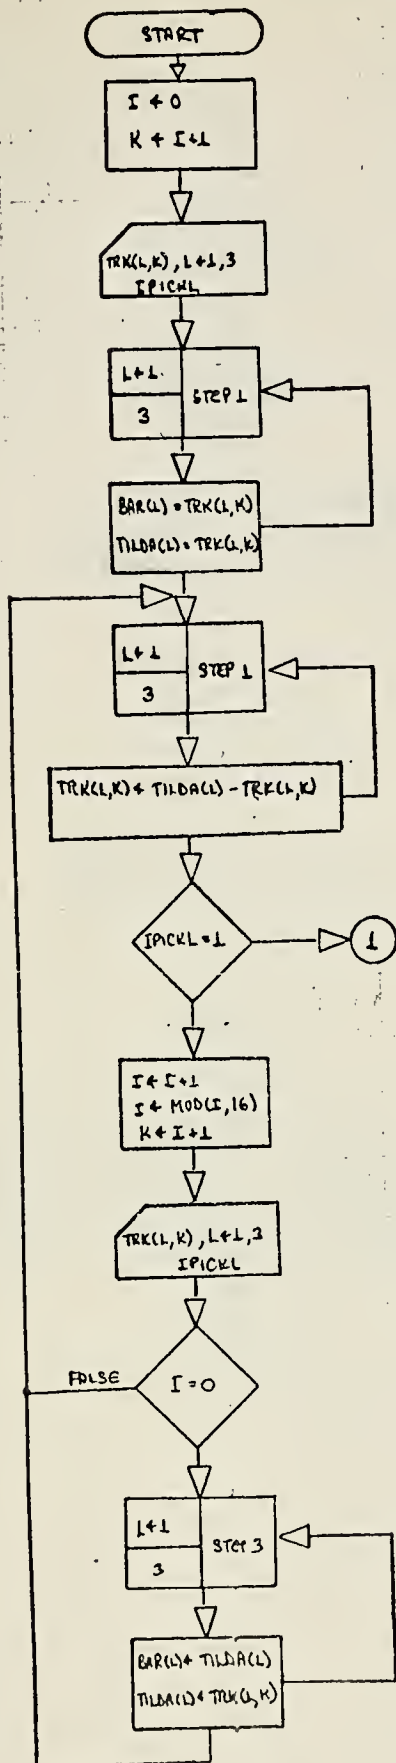 START
I ← 0
K ← I+1
TRK(L,K), L←1,3
IPICKL
L←1
3
STEP 1
BAR(L) = TRK(L,K)
TILDA(L) = TRK(L,K)
L←1
3
STEP 1
TRK(L,K) ← TILDA(L) - TRK(L,K)
IPICKL = 1
1
I ← I+1
I ← MOD(I,16)
K ← I+1
TRK(L,K), L←1,3
IPICKL
FALSE
I = 0
L←1
3
STEP 3
BAR(L) ← TILDA(L)
TILDA(L) ← TRK(L,K)